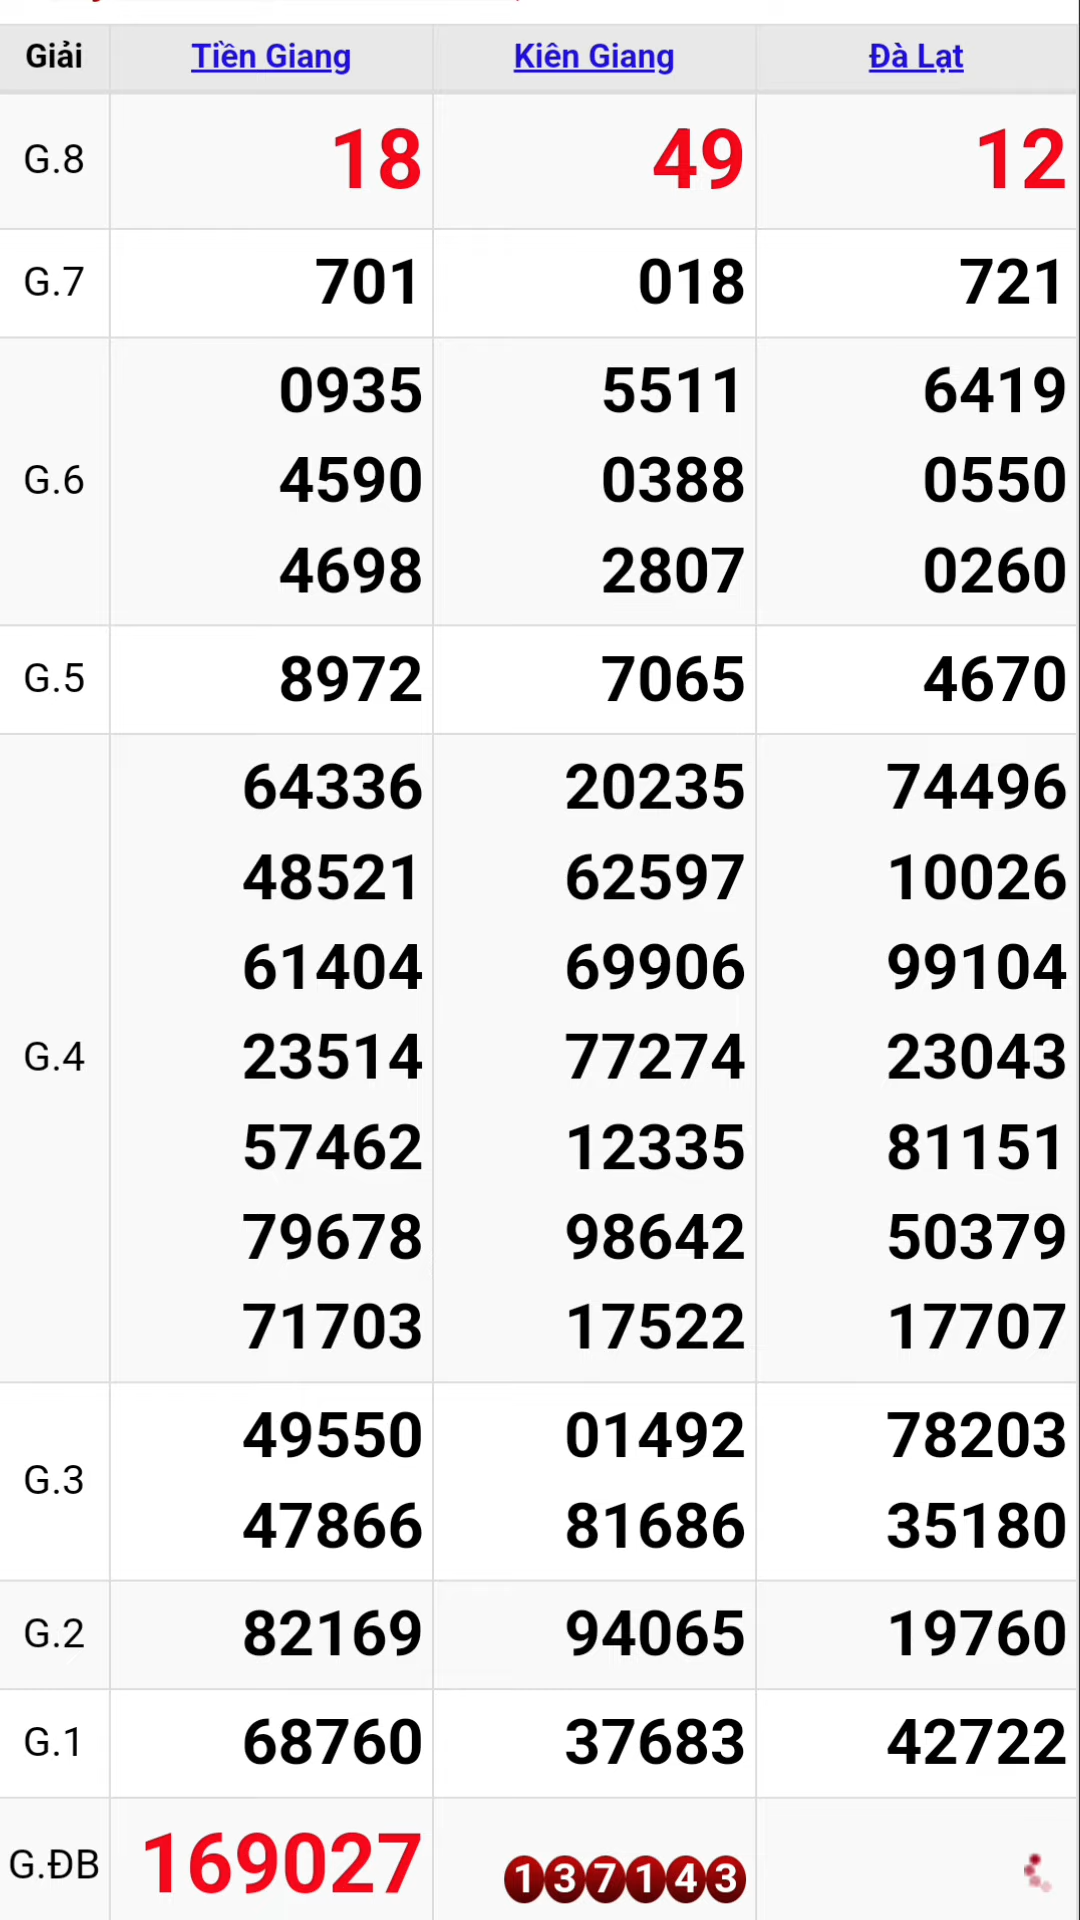 Giải Tiền Giang Kiên Giang Đà Lạt
G.8 18 49 12
G.7 701 018 721
0935 5511 6419
G.6 4590 0388 0550
4698 2807 0260
G.5 8972 7065 4670
64336 20235 74496
48521 62597 10026
61404 69906 99104
G.4 23514 77274 23043
57462 12335 81151
79678 98642 50379
71703 17522 17707
49550 01492 78203
G.3
47866 81686 35180
G.2 82169 94065 19760
G.1 68760 37683 42722
G.ĐB 169027 137143